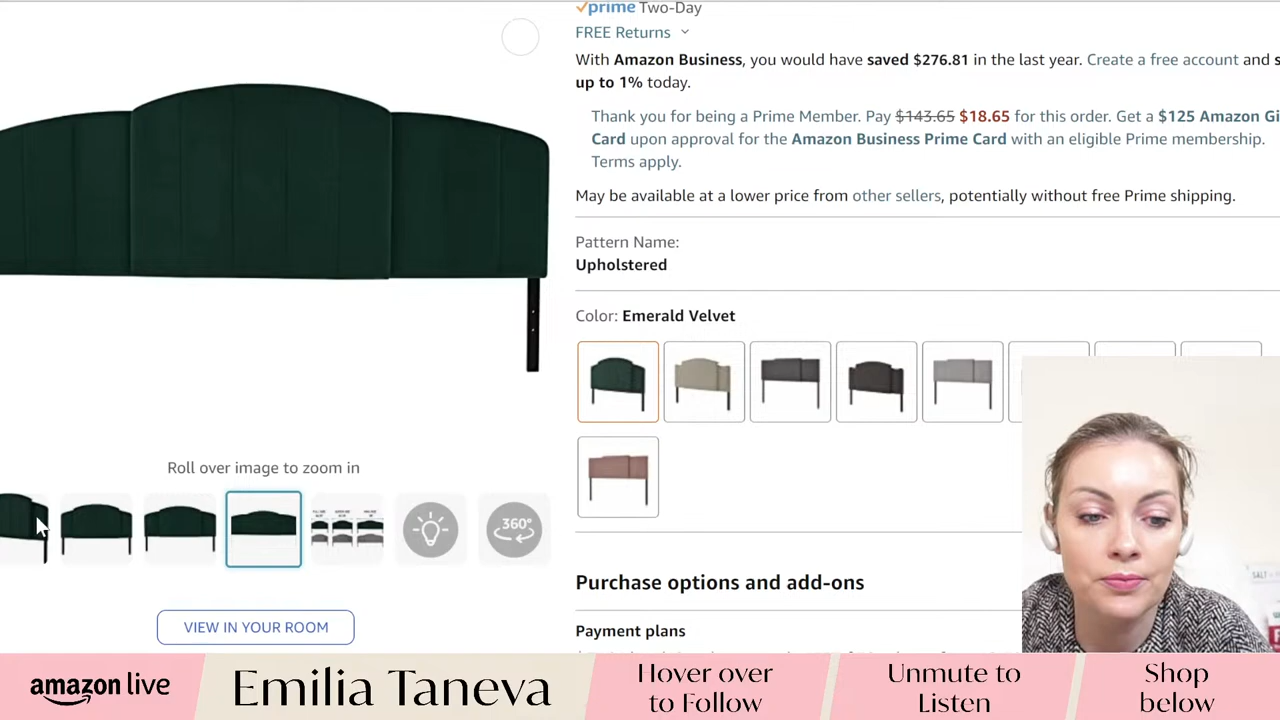 prime Two-Day
FREE Returns
With Amazon Business, you would have saved $276.81 in the last year. Create a free account and
up to 1% today.
Thank you for being a Prime Member. Pay $143.65 $18.65 for this order. Get a $125 Amazon
Card upon approval for the Amazon Business Prime Card with an eligible Prime membership.
Terms apply.
May be available at a lower price from other sellers, potentially without free Prime shipping.
Pattern Name:
Upholstered
Color: Emerald Velvet
Roll over image to zoom in
360°
VIEW IN YOUR ROOM
Purchase options and add-ons
Payment plans
SALT
amazon live
Emilia Taneva
Hover over
to Follow
Unmute to
Listen
Shop
below